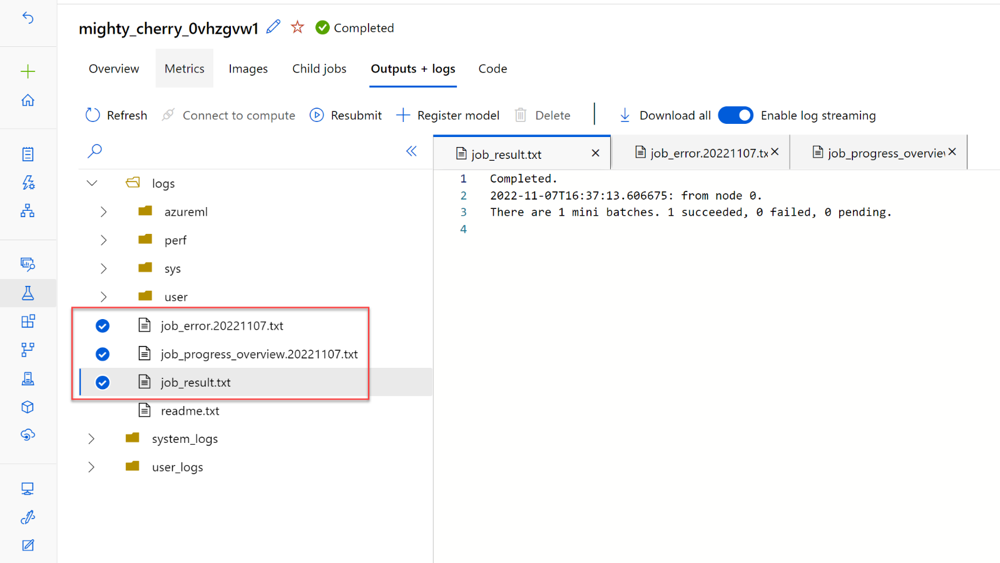 mighty_cherry_0vhzgvw1 Completed
Overview Metrics Images Child jobs Outputs + logs Code
Refresh Connect to compute Resubmit Register model Delete Download all Enable log streaming
job_result.txt job_error.20221107.tx job_progress_overvie
logs
azureml
perf
sys
user
job_error.20221107.txt
job_progress_overview.20221107.txt
job_result.txt
readme.txt
system_logs
user_logs
1 Completed.
2 2022-11-07T16:37:13.606675: from node 0.
3 There are 1 mini batches. 1 succeeded, 0 failed, 0 pending.
4